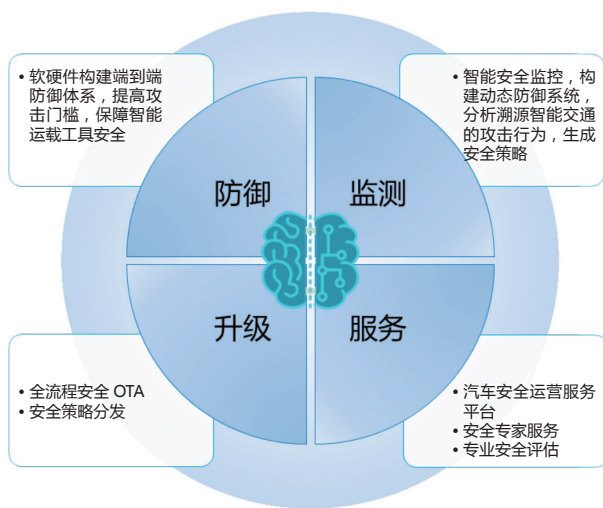 • 软硬件构建端到端
防御体系，提高攻
击门槛，保障智能
运载工具安全
• 智能安全监控，构
建动态防御系统，
分析溯源智能交通
的攻击行为，生成
安全策略
防御
监测
升级
服务
• 全流程安全 OTA
• 安全策略分发
• 汽车安全运营服务
平台
• 安全专家服务
• 专业安全评估